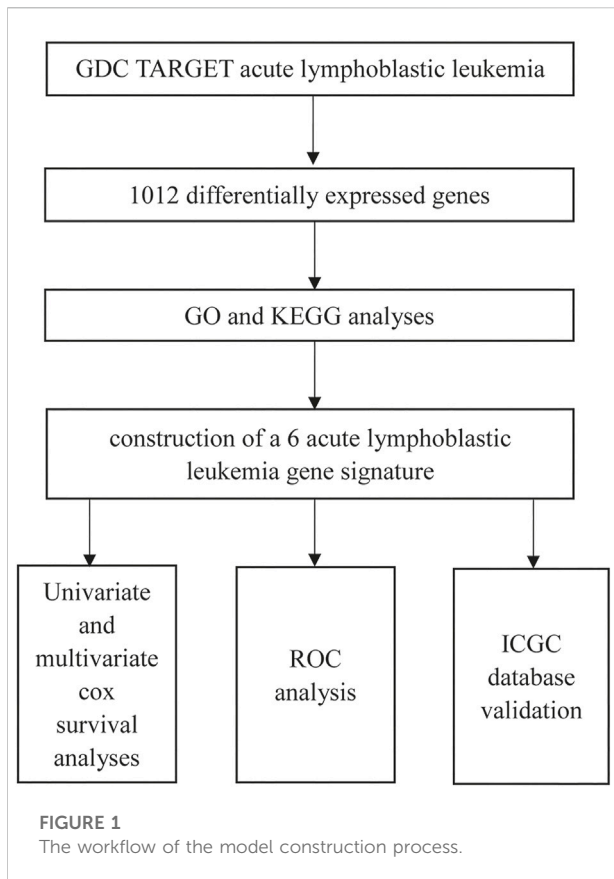 GDC TARGET acute lymphoblastic leukemia
1012 differentially expressed genes
GO and KEGG analyses
construction of a 6 acute lymphoblastic
leukemia gene signature
Univariate
and
multivariate
cox
survival
analyses
ROC
analysis
ICGC
database
validation
FIGURE 1
The workflow of the model construction process.